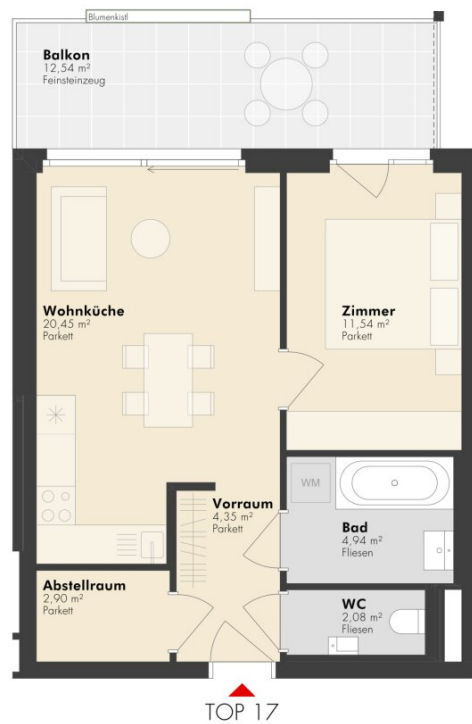 Blumenkistl
Balkon
12,54 m²
Feinsteinzeug
Wohnküche
20,45 m²
Parkett
Zimmer
11,54 m²
Parkett
Vorraum
4,35 m²
Parkett
WM
Bad
4,94 m²
Fliesen
Abstellraum
2,90 m²
Parkett
WC
2,08 m²
Fliesen
TOP 17